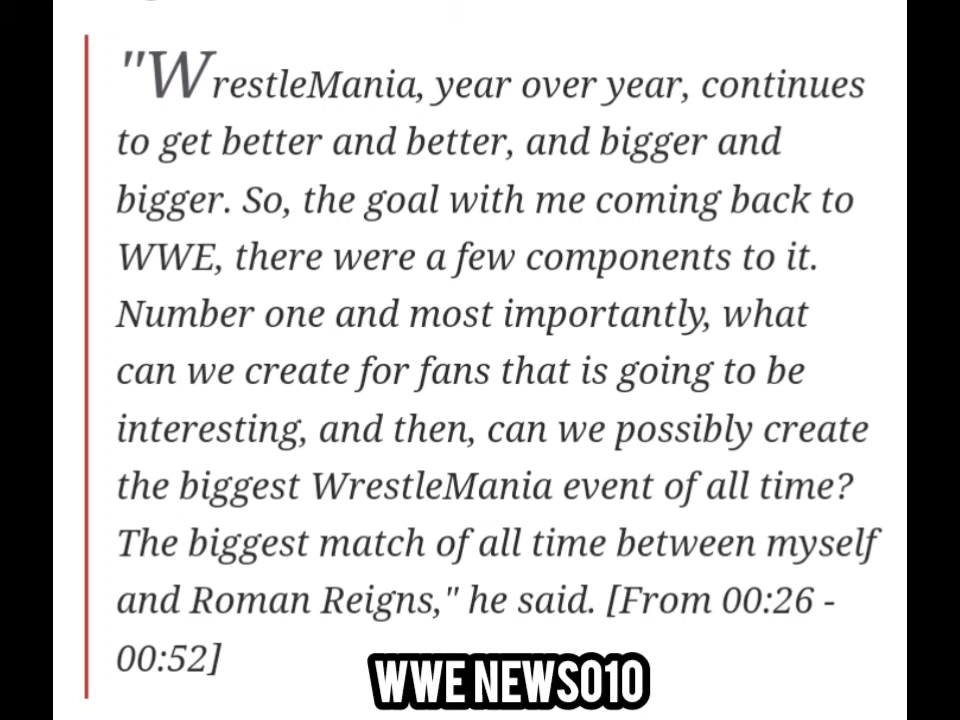 "WrestleMania, year over year, continues
to get better and better, and bigger and
bigger. So, the goal with me coming back to
WWE, there were a few components to it.
Number one and most importantly, what
can we create for fans that is going to be
interesting, and then, can we possibly create
the biggest WrestleMania event of all time?
The biggest match of all time between myself
and Roman Reigns," he said. [From 00:26 -
00:52]
WWE NEWS010